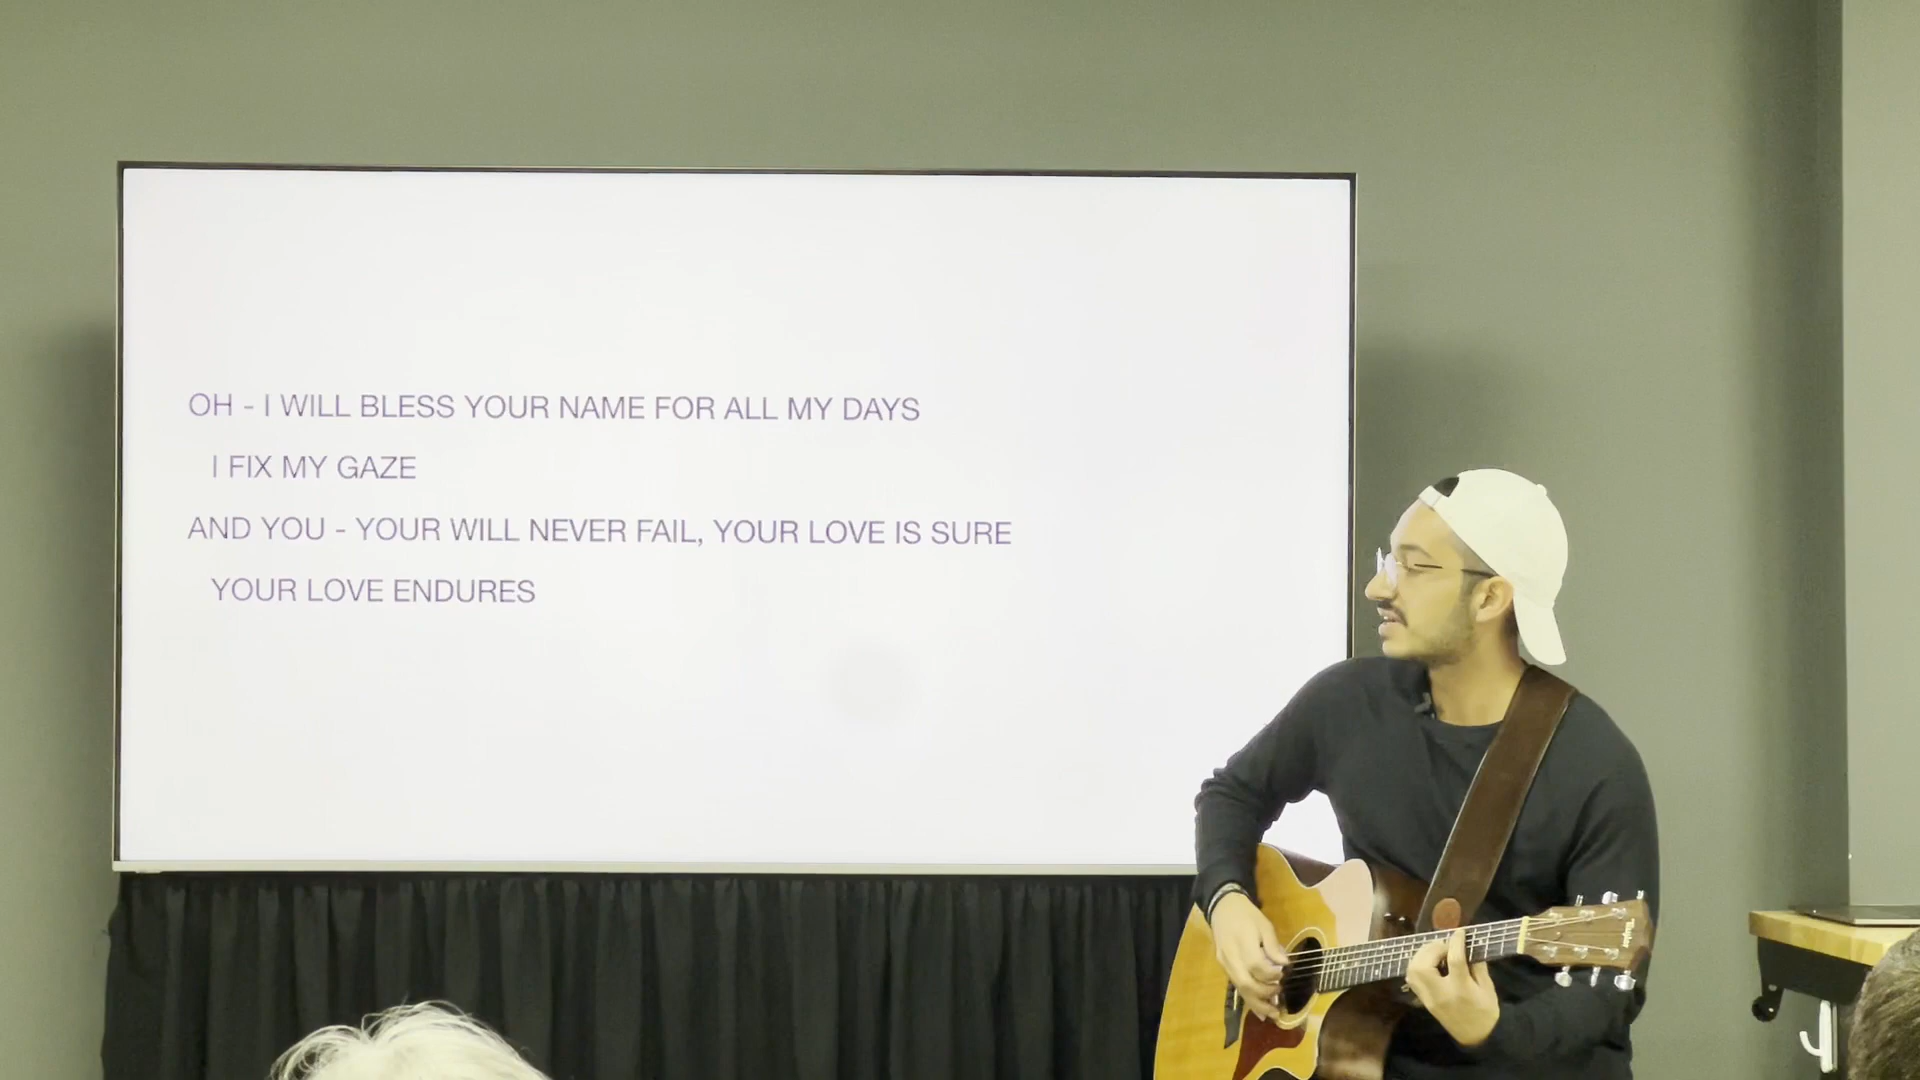 OH - I WILL BLESS YOUR NAME FOR ALL MY DAYS
I FIX MY GAZE
AND YOU - YOUR WILL NEVER FAIL, YOUR LOVE IS SURE
YOUR LOVE ENDURES
Taylor